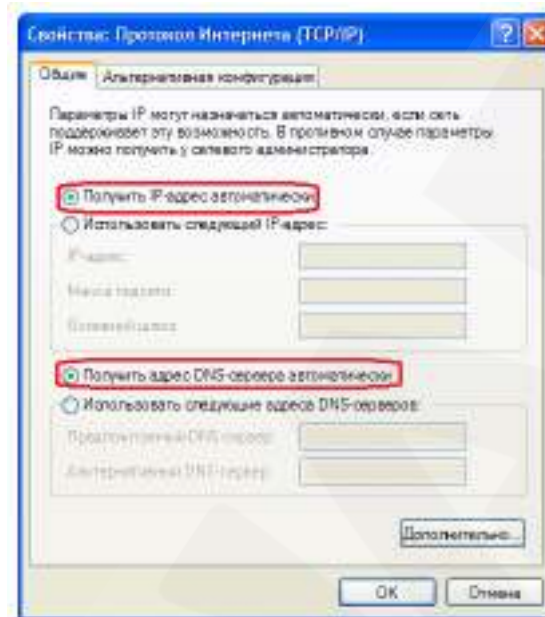 Свойства: Протокол Интернета (TCP/IP)
Общие
Альтернативная конфигурация
Параметры IP могут назначаться автоматически, если сеть
поддерживает эту возможность. В противном случае параметры
IP можно получить у сетевого администратора.
Получить IP-адрес автоматически
Использовать следующий IP-адрес:
IP-адрес:
Маска подсети:
Основной шлюз:
Получить адрес DNS-сервера автоматически
Использовать следующие адреса DNS-серверов:
Предпочитаемый DNS-сервер:
Альтернативный DNS-сервер:
Дополнительно...
OK
Отмена